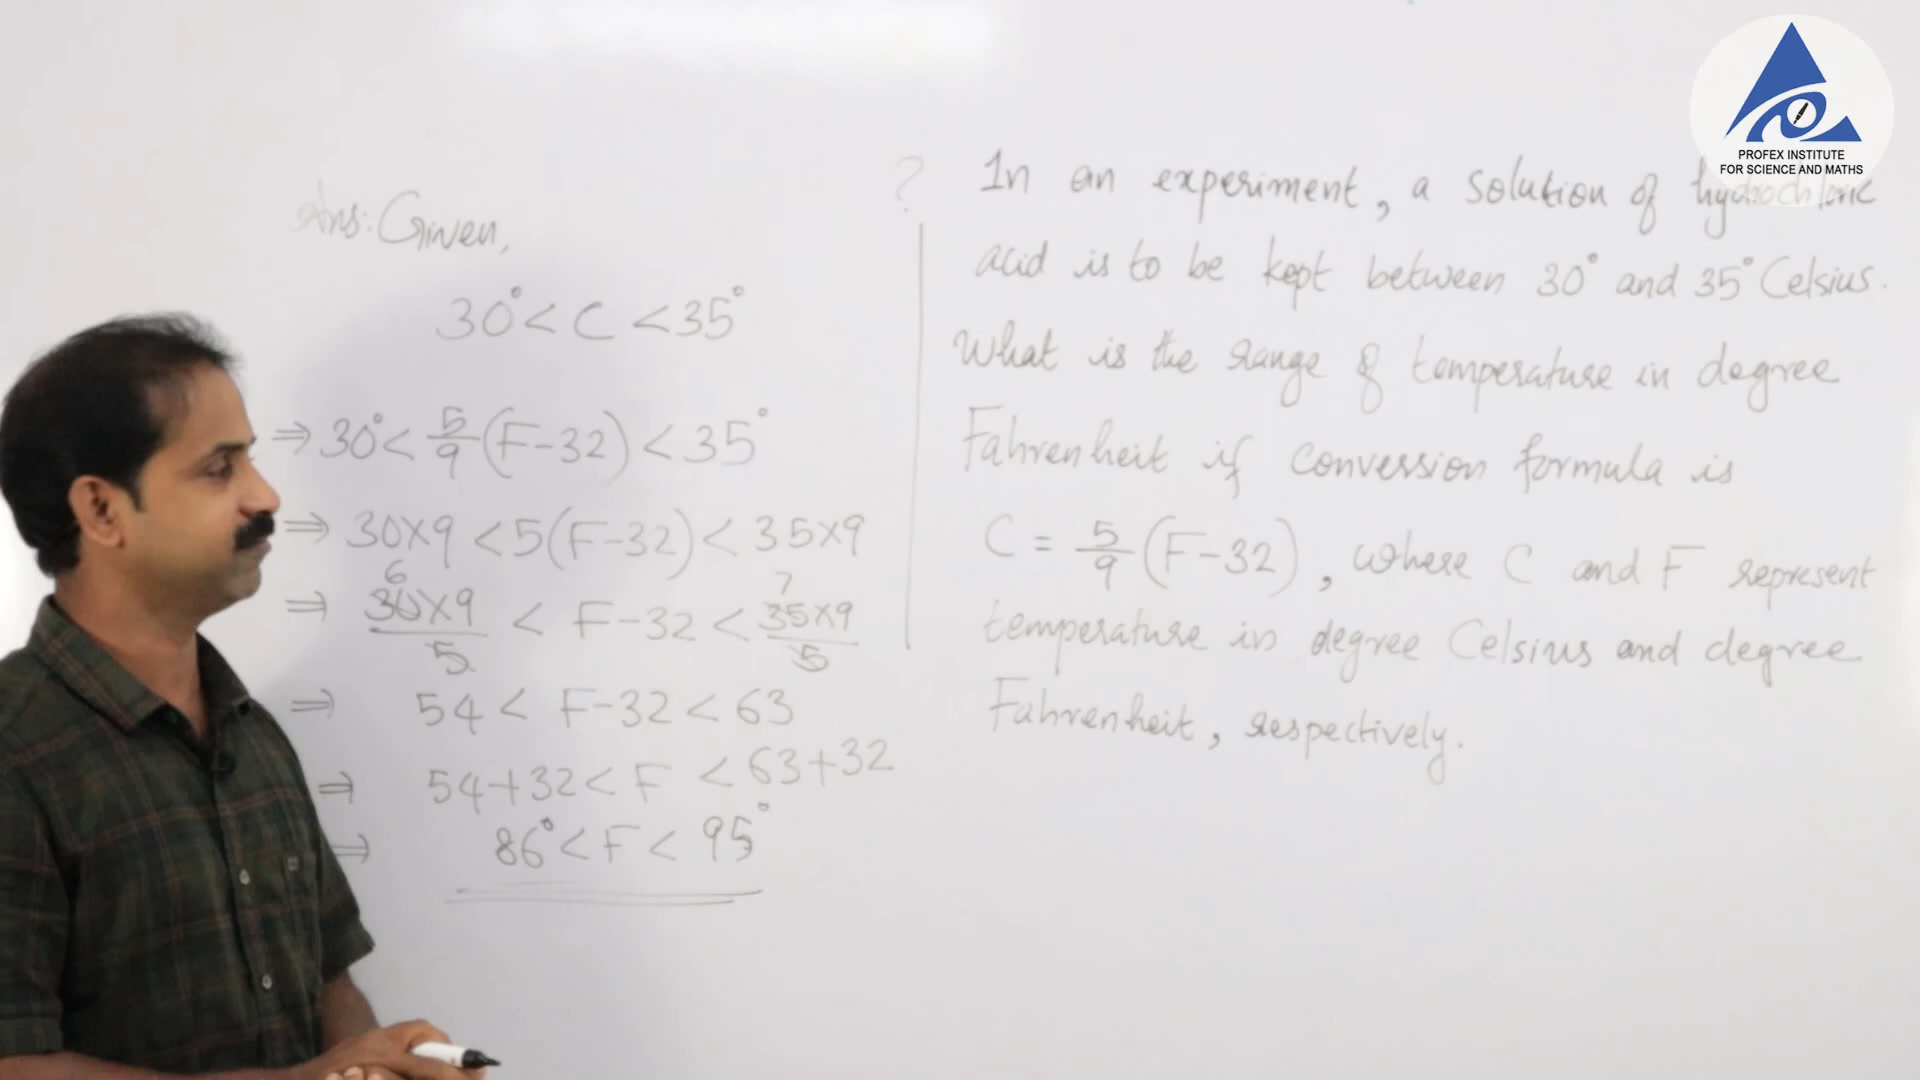 PROFEX INSTITUTE
FOR SCIENCE AND MATHS
? In an experiment, a solution of hydrochloric
acid is to be kept between 30° and 35° Celsius.
What is the range of temperature in degree
Fahrenheit if convession formula is
C = 5/9 (F-32), where C and F represent
temperature in degree Celsius and degree
Fahrenheit, respectively.
Ans: Given,
30° < C < 35°
⇒ 30° < 5/9 (F-32) < 35°
⇒ 30×9 < 5(F-32) < 35×9
6 7
⇒ 30×9/5 < F-32 < 35×9/5
⇒ 54 < F-32 < 63
⇒ 54+32 < F < 63+32
⇒ 86° < F < 95°